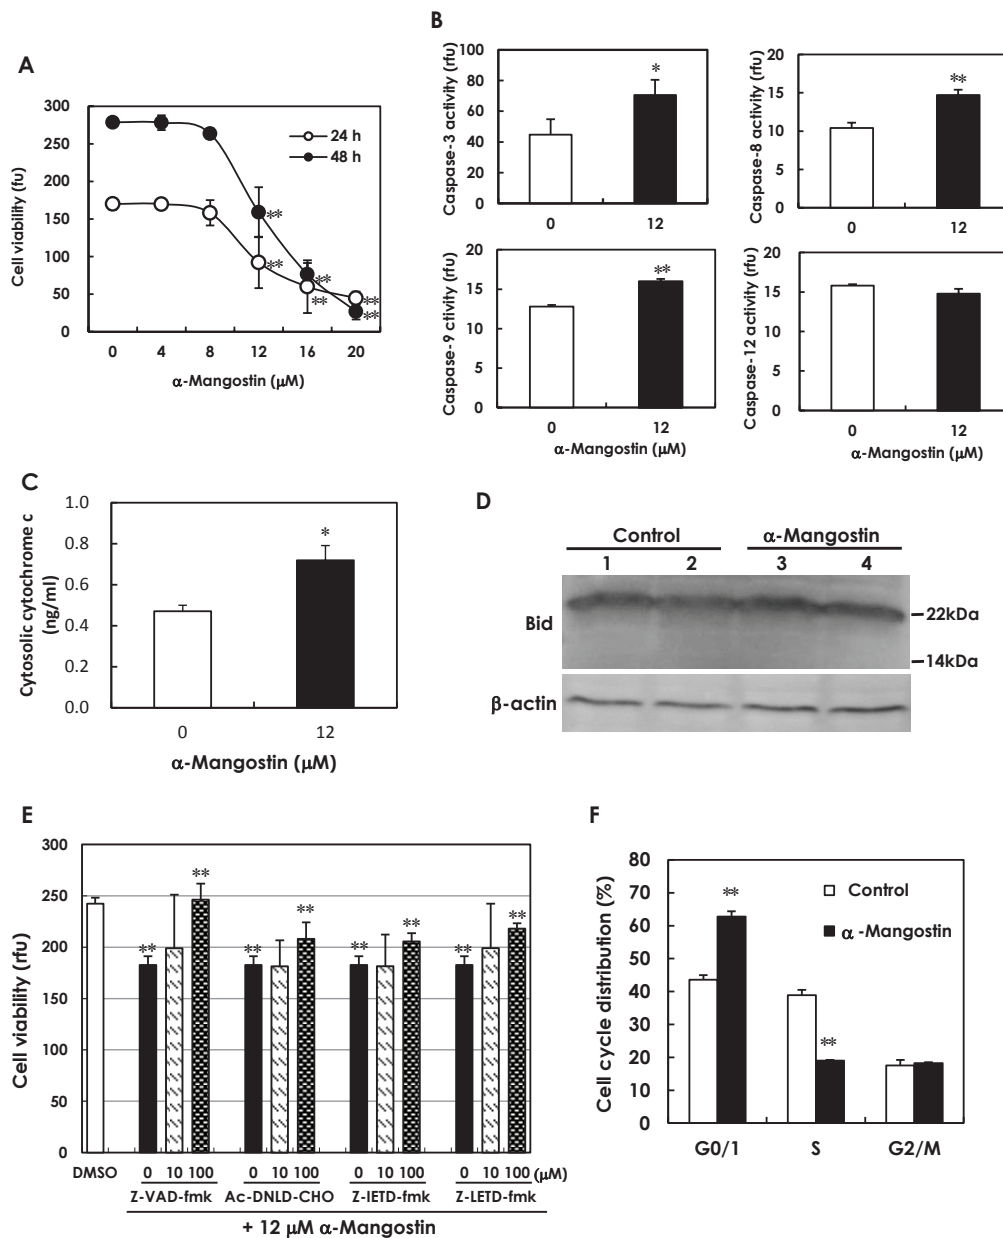 A
Cell viability (fu)
300
250
200
150
100
50
0
24 h
48 h
**
**
**
**
**
**
0 4 8 12 16 20
α-Mangostin (μM)
B
Caspase-3 activity (rfu)
100
80
60
40
20
0
*
0 12
Caspase-8 activity (rfu)
20
15
10
5
0
**
0 12
Caspase-9 ctivity (rfu)
20
15
10
5
0
**
0 12
α-Mangostin (μM)
Caspase-12 activity (rfu)
20
15
10
5
0
0 12
α-Mangostin (μM)
C
Cytosolic cytochrome c
(ng/ml)
1.0
0.8
0.6
0.4
0.2
0.0
*
0 12
α-Mangostin (μM)
D
Control α-Mangostin
1 2 3 4
Bid
22kDa
14kDa
β-actin
E
Cell viability (rfu)
300
250
200
150
100
50
0
** ** ** ** ** ** ** **
DMSO 0 10 100 0 10 100 0 10 100 0 10 100 (μM)
Z-VAD-fmk Ac-DNLD-CHO Z-IETD-fmk Z-LETD-fmk
+ 12 μM α-Mangostin
F
Cell cycle distribution (%)
80
70
60
50
40
30
20
10
0
Control
α -Mangostin
**
**
G0/1 S G2/M